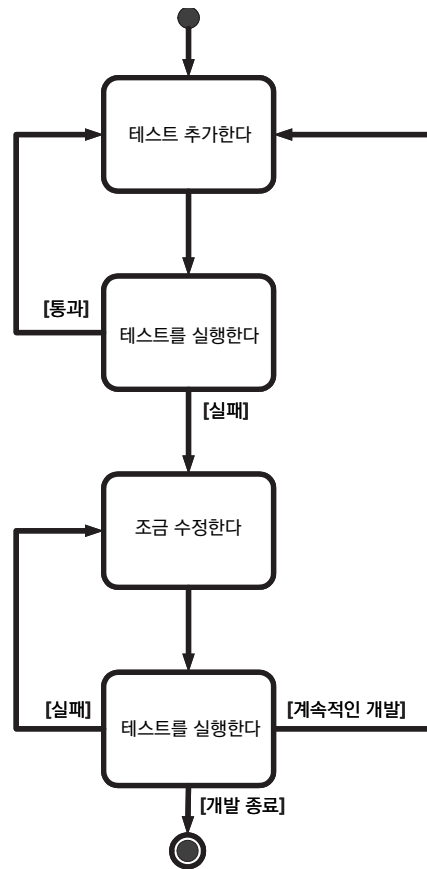 테스트 추가한다
[통과]
테스트를 실행한다
[실패]
조금 수정한다
[실패]
테스트를 실행한다
[계속적인 개발]
[개발 종료]